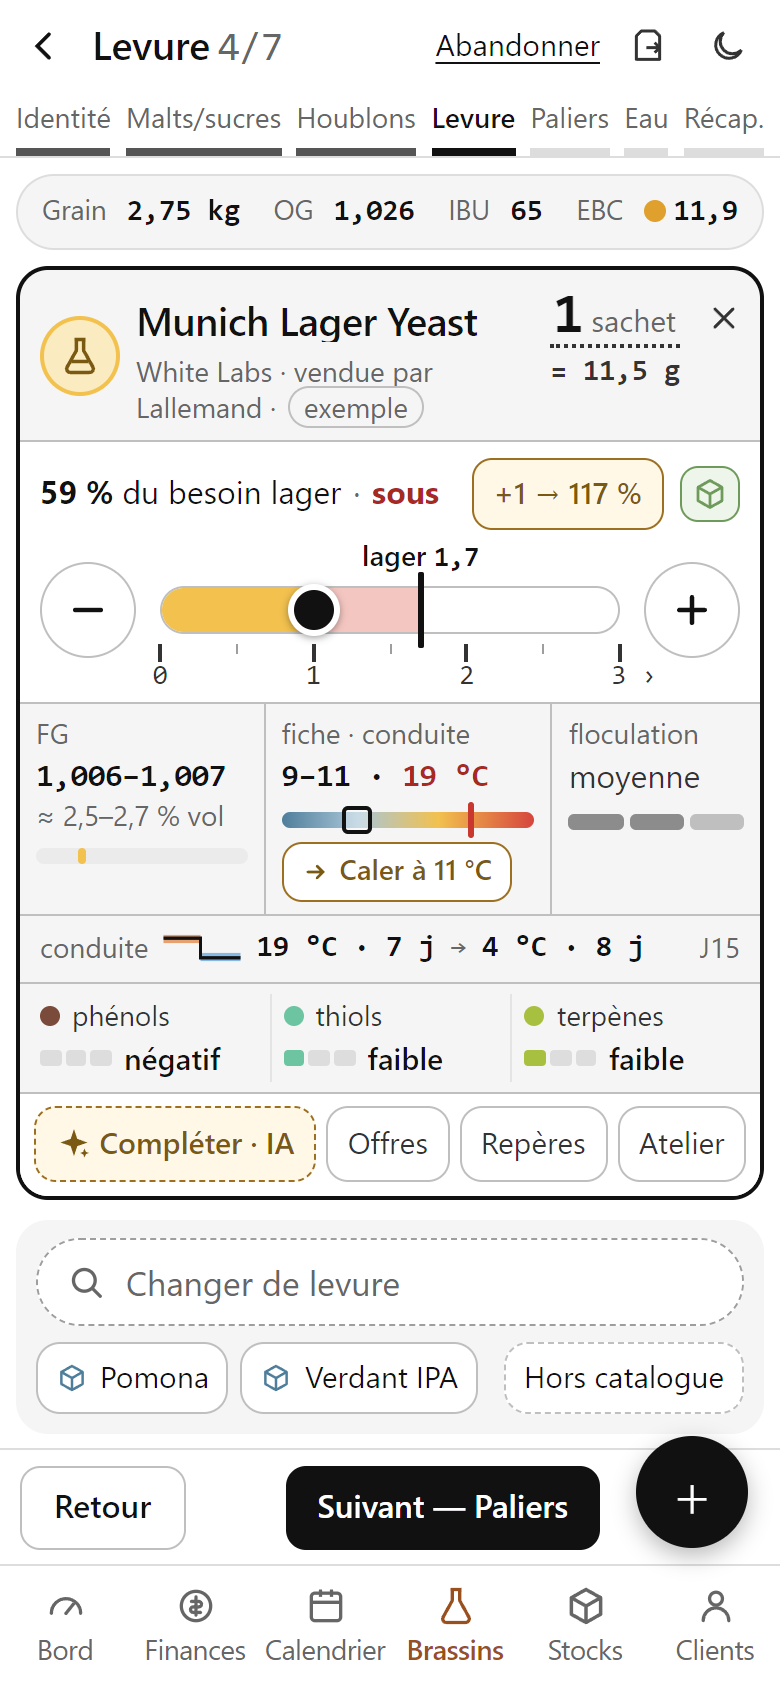 Levure 4/7 Abandonner
Identité Malts/sucres Houblons Levure Paliers Eau Récap.
Grain 2,75 kg OG 1,026 IBU 65 EBC 11,9
Munich Lager Yeast 1 sachet
White Labs · vendue par = 11,5 g
Lallemand · exemple
59 % du besoin lager · sous +1 → 117 %
lager 1,7
0 1 2 3 ›
FG fiche · conduite floculation
1,006–1,007 9–11 · 19 °C moyenne
≈ 2,5–2,7 % vol
→ Caler à 11 °C
conduite 19 °C · 7 j → 4 °C · 8 j J15
phénols thiols terpènes
négatif faible faible
Compléter · IA Offres Repères Atelier
Changer de levure
Pomona Verdant IPA Hors catalogue
Retour Suivant — Paliers +
Bord Finances Calendrier Brassins Stocks Clients